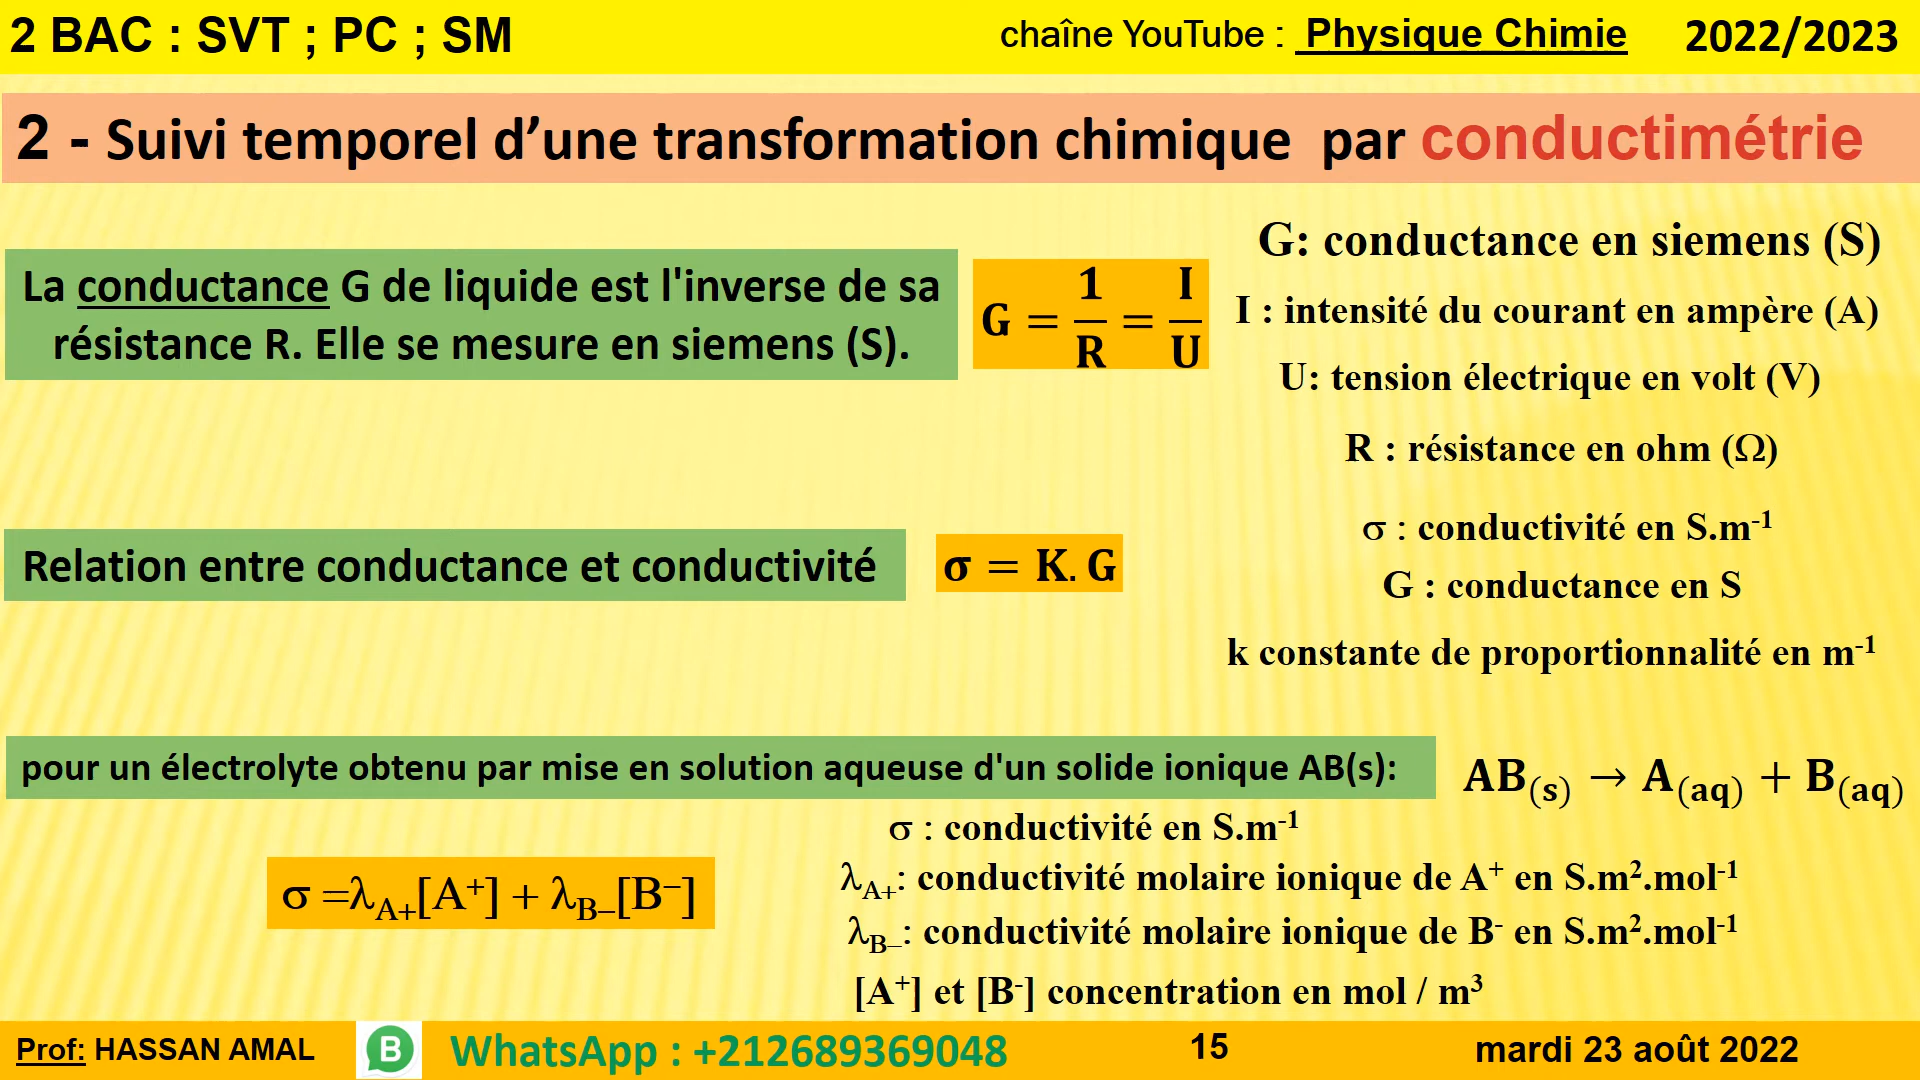 2 BAC : SVT ; PC ; SM
chaîne YouTube : Physique Chimie 2022/2023
2 - Suivi temporel d’une transformation chimique par conductimétrie
La conductance G de liquide est l'inverse de sa
résistance R. Elle se mesure en siemens (S).
G = 1/R = I/U
G: conductance en siemens (S)
I : intensité du courant en ampère (A)
U: tension électrique en volt (V)
R : résistance en ohm (Ω)
Relation entre conductance et conductivité
σ = K. G
σ : conductivité en S.m⁻¹
G : conductance en S
k constante de proportionnalité en m⁻¹
pour un électrolyte obtenu par mise en solution aqueuse d'un solide ionique AB(s):
AB₍s₎ → A₍aq₎ + B₍aq₎
σ =λA+[A⁺] + λB–[B⁻]
σ : conductivité en S.m⁻¹
λA+: conductivité molaire ionique de A⁺ en S.m².mol⁻¹
λB–: conductivité molaire ionique de B⁻ en S.m².mol⁻¹
[A⁺] et [B⁻] concentration en mol / m³
Prof: HASSAN AMAL
B
WhatsApp : +212689369048
15
mardi 23 août 2022